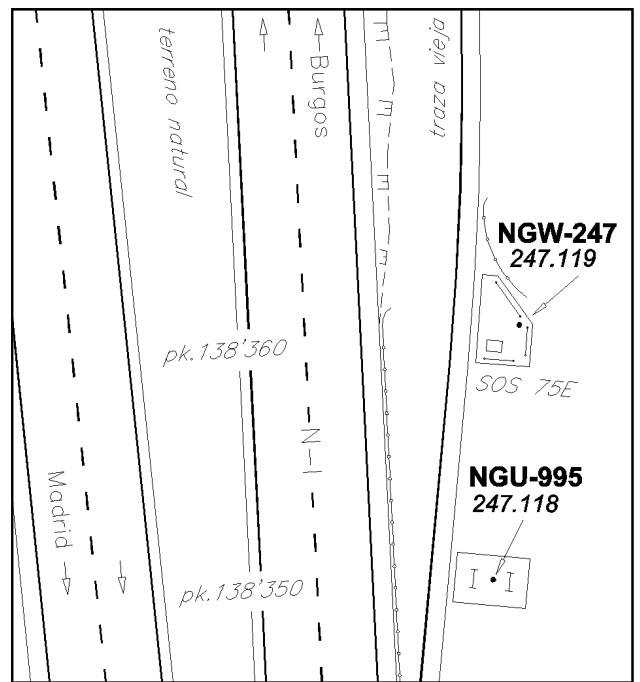 traza vieja
Burgos
terreno natural
NGW-247
247.119
pk.138'360
SOS 75E
N-I
Madrid
NGU-995
247.118
pk.138'350